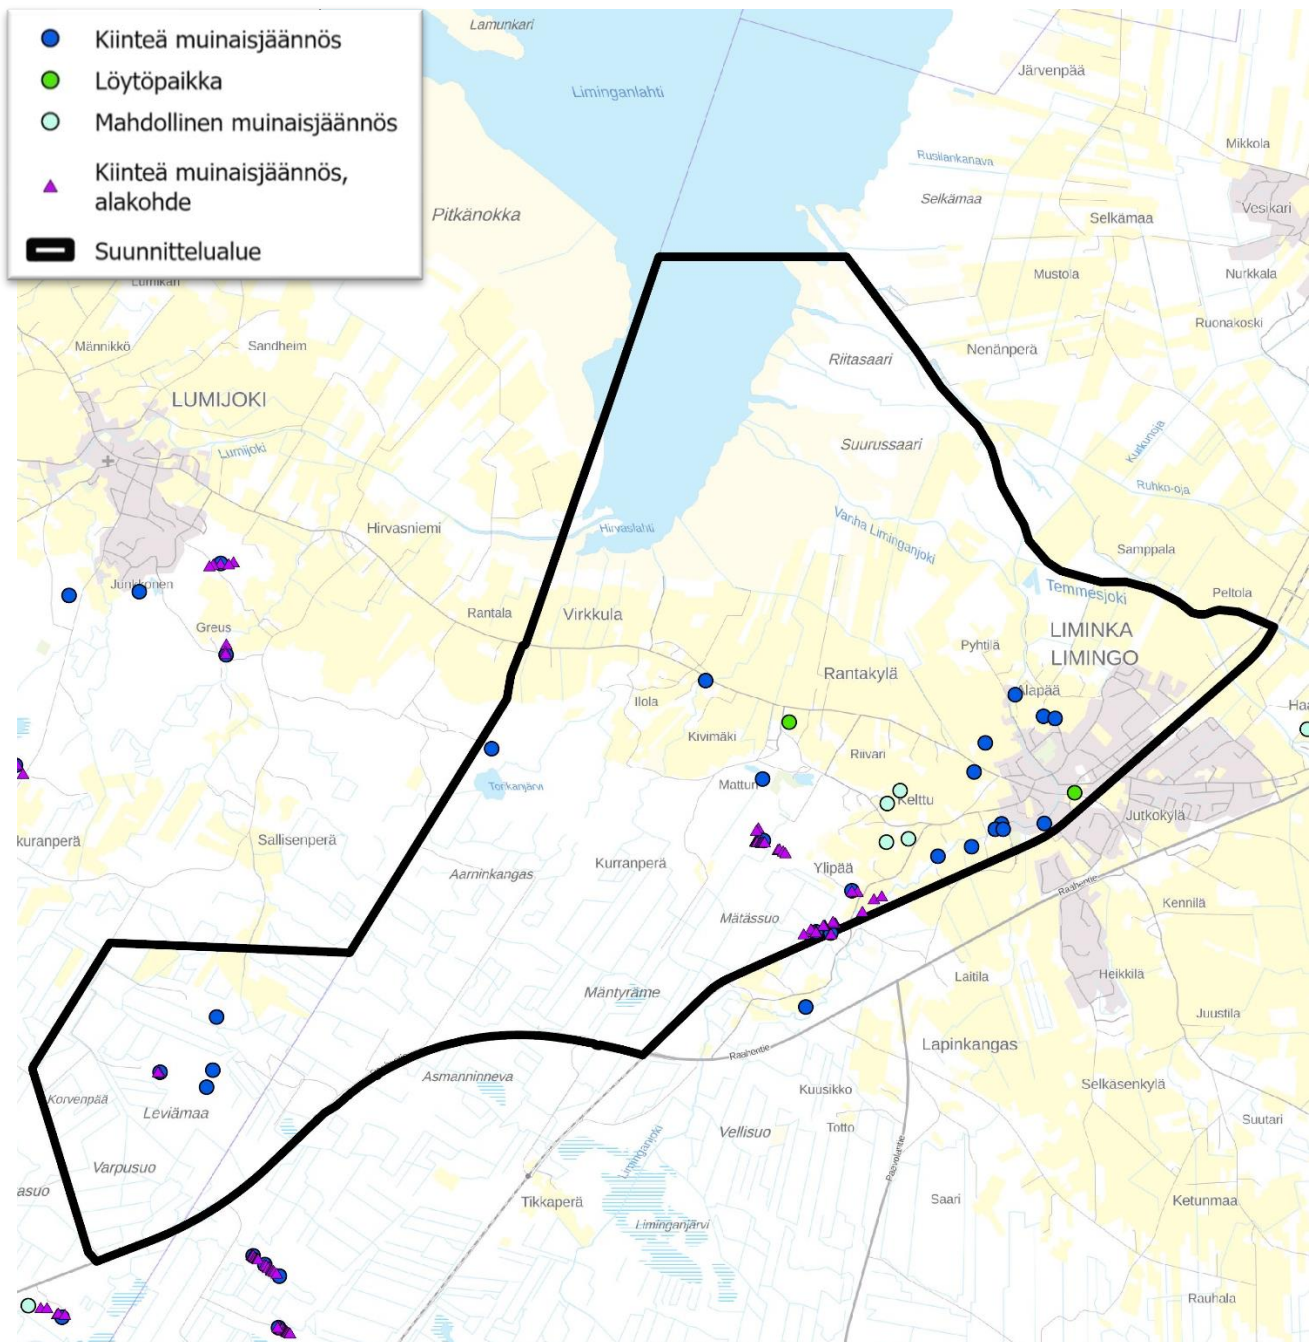 Kiinteä muinaisjäännös
Löytöpaikka
Mahdollinen muinaisjäännös
Kiinteä muinaisjäännös,
alakohde
Suunnittelualue
Lamunkari
Liminganlahti
Järvenpää
Mikkola
Selkämaa
Vesikari
Pitkänokka
Selkämaa
Mustola
Nurkkala
Ruonakoski
Männikkö
Sandheim
Nenänperä
Riitasaari
LUMIJOKI
Lumijoki
Suurussaari
Kurkunoja
Ruhko-oja
Hirvasniemi
Hirvaslahti
Vanha Liminganjoki
Samppala
Junkkonen
Temmesjoki
Peltola
Rantala
Virkkula
Greus
LIMINKA
LIMINGO
Pyhtilä
Rantakylä
Alapää
Ilola
Kivimäki
Riivari
Matturi
Kelttu
Jutkokylä
kuranperä
Sallisenperä
Aarninkangas
Kurranperä
Ylipää
Raahentie
Kennilä
Mätässuo
Laitila
Heikkilä
Mäntyräme
Juustila
Raahentie
Lapinkangas
Asmanninneva
Korvenpää
Leviämaa
Kuusikko
Selkäsenkylä
Vellisuo
Totto
Suutari
Varpusuo
Liminganjoki
Paavolantie
asuo
Tikkaperä
Saari
Ketunmaa
Liminganjärvi
Rauhala